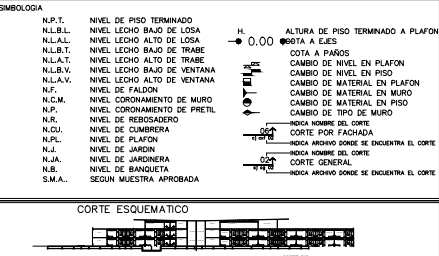 SIMBOLOGIA
N.P.T. NIVEL DE PISO TERMINADO
N.L.B.L. NIVEL LECHO BAJO DE LOSA
N.L.A.L. NIVEL LECHO ALTO DE LOSA
N.L.B.T. NIVEL LECHO BAJO DE TRABE
N.L.A.T. NIVEL LECHO ALTO DE TRABE
N.L.B.V. NIVEL LECHO BAJO DE VENTANA
N.L.A.V. NIVEL LECHO ALTO DE VENTANA
N.F. NIVEL DE FALDON
N.C.M. NIVEL CORONAMIENTO DE MURO
N.P. NIVEL CORONAMIENTO DE PRETIL
N.R. NIVEL DE REBOSADERO
N.CU. NIVEL DE CUMBRERA
N.PL. NIVEL DE PLAFON
N.J. NIVEL DE JARDIN
N.JA. NIVEL DE JARDINERA
N.B. NIVEL DE BANQUETA
S.M.A.. SEGUN MUESTRA APROBADA
H. ALTURA DE PISO TERMINADO A PLAFON
0.00 COTA A EJES
COTA A PAÑOS
CAMBIO DE NIVEL EN PLAFON
CAMBIO DE NIVEL EN PISO
CAMBIO DE MATERIAL EN PLAFON
CAMBIO DE MATERIAL EN MURO
CAMBIO DE MATERIAL EN PISO
CAMBIO DE TIPO DE MURO
INDICA NOMBRE DEL CORTE
06 CORTE POR FACHADA
INDICA ARCHIVO DONDE SE ENCUENTRA EL CORTE
INDICA NOMBRE DEL CORTE
02 CORTE GENERAL
INDICA ARCHIVO DONDE SE ENCUENTRA EL CORTE
CORTE ESQUEMATICO